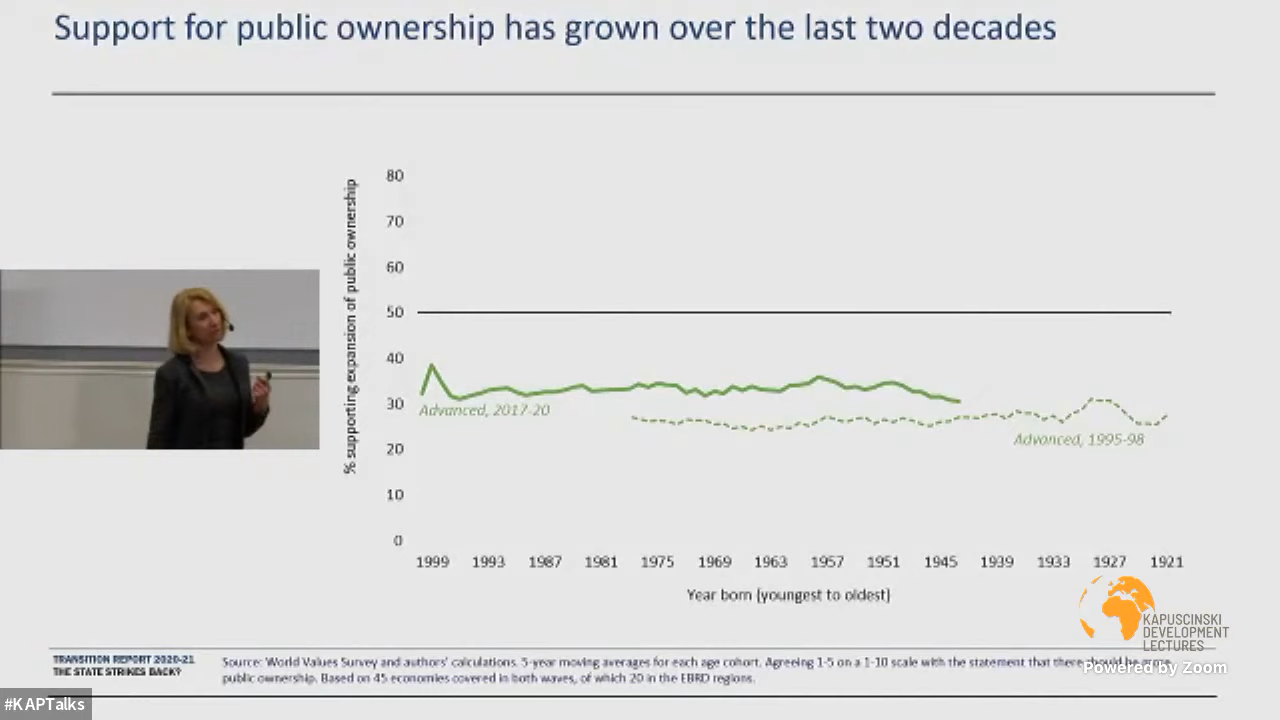 Support for public ownership has grown over the last two decades
% supporting expansion of public ownership
80
70
60
50
40
30
20
10
0
Advanced, 2017-20
Advanced, 1995-98
1999 1993 1987 1981 1975 1969 1963 1957 1951 1945 1939 1933 1927 1921
Year born (youngest to oldest)
KAPUSCINSKI
DEVELOPMENT
LECTURES
TRANSITION REPORT 2020-21
THE STATE STRIKES BACK?
Source: World Values Survey and authors' calculations. 5-year moving averages for each age cohort. Agreeing 1-5 on a 1-10 scale with the statement that there
public ownership. Based on 45 economies covered in both waves, of which 20 in the EBRD regions.
Powered by Zoom
#KAPTalks